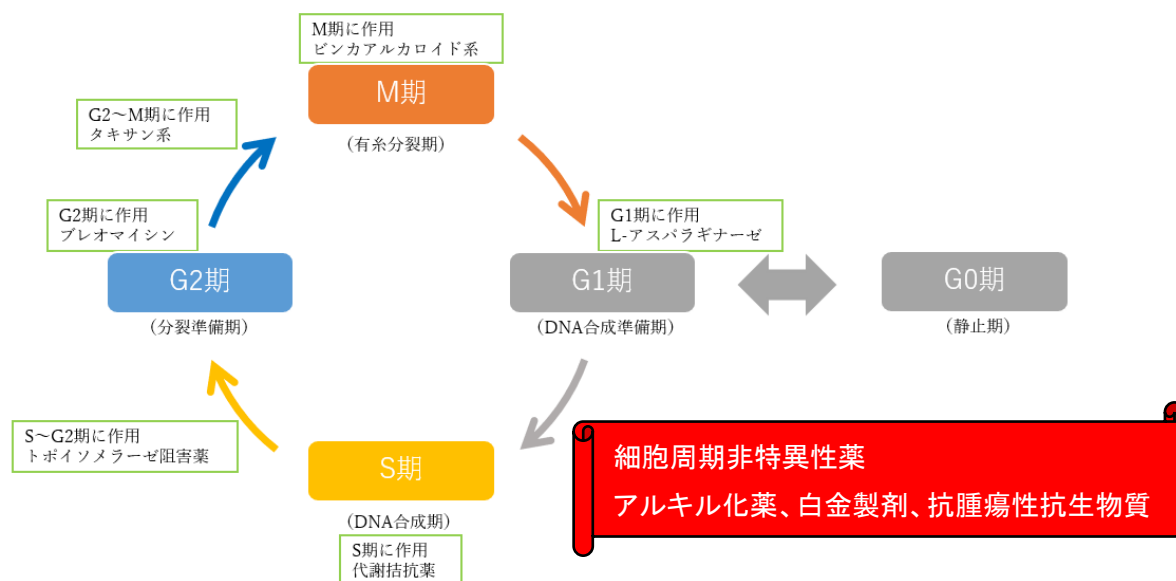 M期に作用
ビンカアルカロイド系
M期
(有糸分裂期)
G2～M期に作用
タキサン系
G2期に作用
ブレオマイシン
G2期
(分裂準備期)
G1期に作用
L-アスパラギナーゼ
G1期
(DNA合成準備期)
G0期
(静止期)
S～G2期に作用
トポイソメラーゼ阻害薬
S期
(DNA合成期)
S期に作用
代謝拮抗薬
細胞周期非特異性薬
アルキル化薬、白金製剤、抗腫瘍性抗生物質